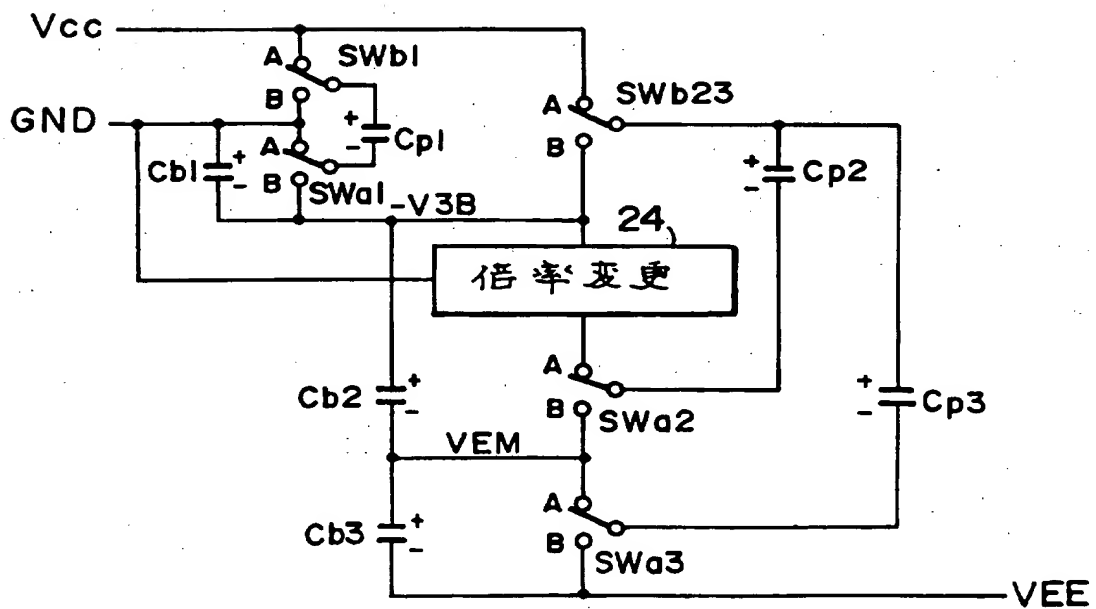 Vcc
A
SWb1
B
+
-
Cp1
GND
Cb1
+
-
A
B
SWa1
A
SWb23
B
+
-
Cp2
-V3B
24
倍率変更
A
B
SWa2
Cb2
+
-
+
-
Cp3
VEM
A
B
SWa3
Cb3
+
-
VEE